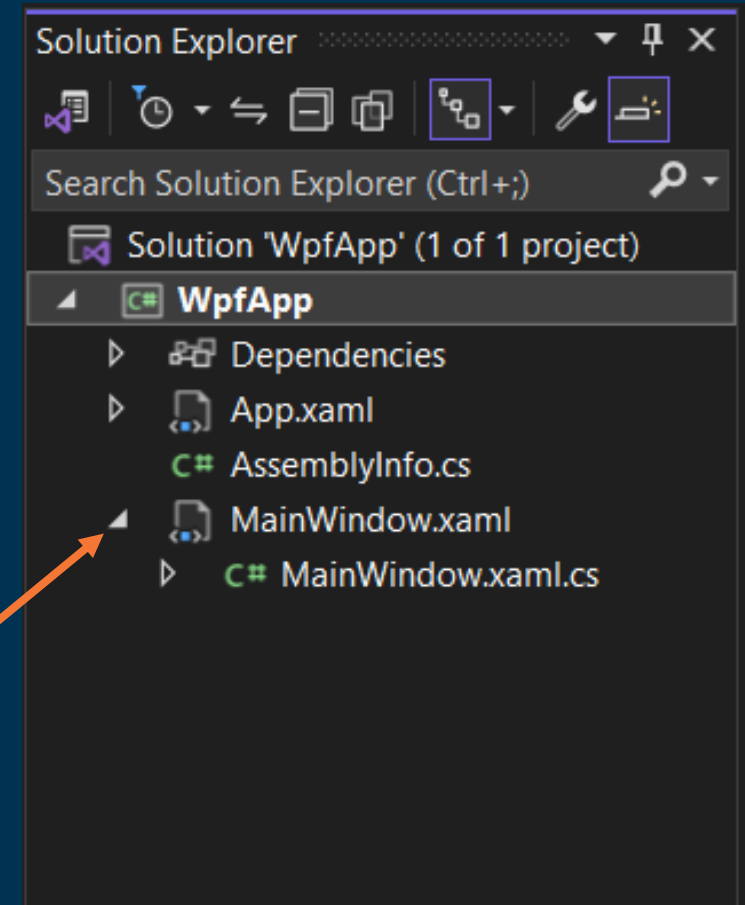 Solution Explorer
Search Solution Explorer (Ctrl+;)
Solution 'WpfApp' (1 of 1 project)
C# WpfApp
Dependencies
App.xaml
C# AssemblyInfo.cs
MainWindow.xaml
C# MainWindow.xaml.cs